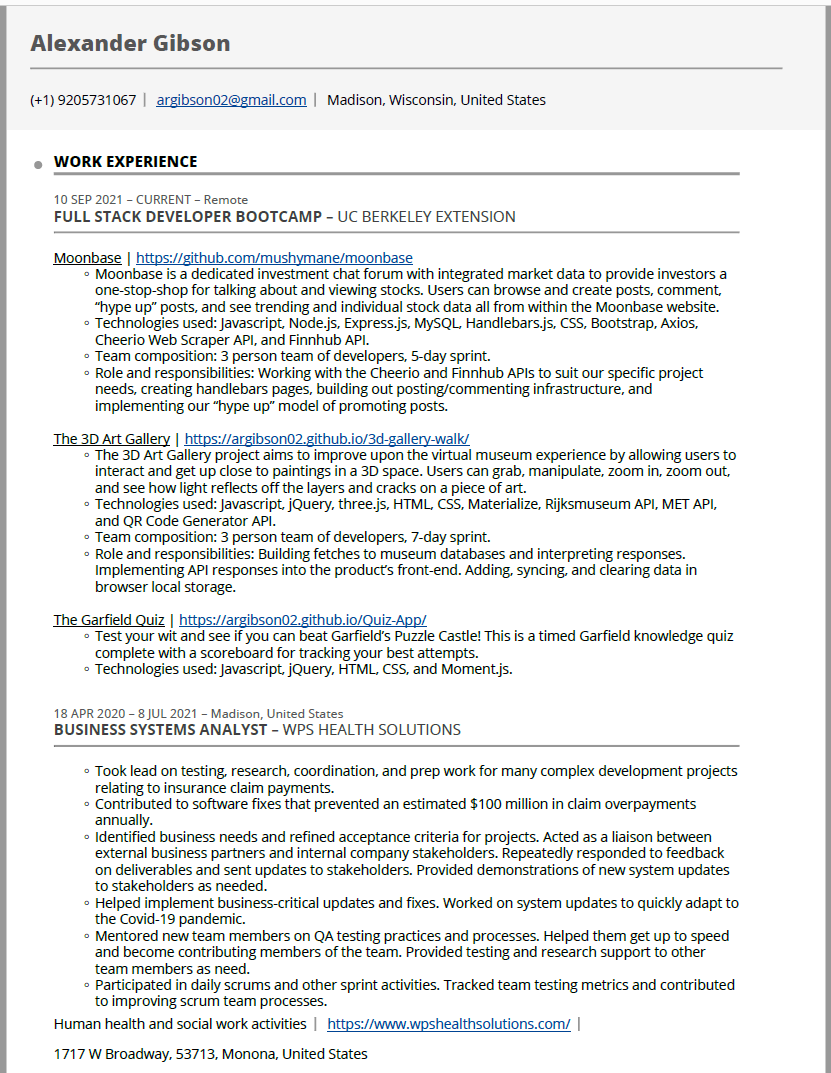 Alexander Gibson
(+1) 9205731067 | argibson02@gmail.com | Madison, Wisconsin, United States
WORK EXPERIENCE
10 SEP 2021 – CURRENT – Remote
FULL STACK DEVELOPER BOOTCAMP – UC BERKELEY EXTENSION
Moonbase | https://github.com/mushymane/moonbase
◦ Moonbase is a dedicated investment chat forum with integrated market data to provide investors a
one-stop-shop for talking about and viewing stocks. Users can browse and create posts, comment,
“hype up” posts, and see trending and individual stock data all from within the Moonbase website.
◦ Technologies used: Javascript, Node.js, Express.js, MySQL, Handlebars.js, CSS, Bootstrap, Axios,
Cheerio Web Scraper API, and Finnhub API.
◦ Team composition: 3 person team of developers, 5-day sprint.
◦ Role and responsibilities: Working with the Cheerio and Finnhub APIs to suit our specific project
needs, creating handlebars pages, building out posting/commenting infrastructure, and
implementing our “hype up” model of promoting posts.
The 3D Art Gallery | https://argibson02.github.io/3d-gallery-walk/
◦ The 3D Art Gallery project aims to improve upon the virtual museum experience by allowing users to
interact and get up close to paintings in a 3D space. Users can grab, manipulate, zoom in, zoom out,
and see how light reflects off the layers and cracks on a piece of art.
◦ Technologies used: Javascript, jQuery, three.js, HTML, CSS, Materialize, Rijksmuseum API, MET API,
and QR Code Generator API.
◦ Team composition: 3 person team of developers, 7-day sprint.
◦ Role and responsibilities: Building fetches to museum databases and interpreting responses.
Implementing API responses into the product’s front-end. Adding, syncing, and clearing data in
browser local storage.
The Garfield Quiz | https://argibson02.github.io/Quiz-App/
◦ Test your wit and see if you can beat Garfield’s Puzzle Castle! This is a timed Garfield knowledge quiz
complete with a scoreboard for tracking your best attempts.
◦ Technologies used: Javascript, jQuery, HTML, CSS, and Moment.js.
18 APR 2020 – 8 JUL 2021 – Madison, United States
BUSINESS SYSTEMS ANALYST – WPS HEALTH SOLUTIONS
◦ Took lead on testing, research, coordination, and prep work for many complex development projects
relating to insurance claim payments.
◦ Contributed to software fixes that prevented an estimated $100 million in claim overpayments
annually.
◦ Identified business needs and refined acceptance criteria for projects. Acted as a liaison between
external business partners and internal company stakeholders. Repeatedly responded to feedback
on deliverables and sent updates to stakeholders. Provided demonstrations of new system updates
to stakeholders as needed.
◦ Helped implement business-critical updates and fixes. Worked on system updates to quickly adapt to
the Covid-19 pandemic.
◦ Mentored new team members on QA testing practices and processes. Helped them get up to speed
and become contributing members of the team. Provided testing and research support to other
team members as need.
◦ Participated in daily scrums and other sprint activities. Tracked team testing metrics and contributed
to improving scrum team processes.
Human health and social work activities | https://www.wpshealthsolutions.com/ |
1717 W Broadway, 53713, Monona, United States